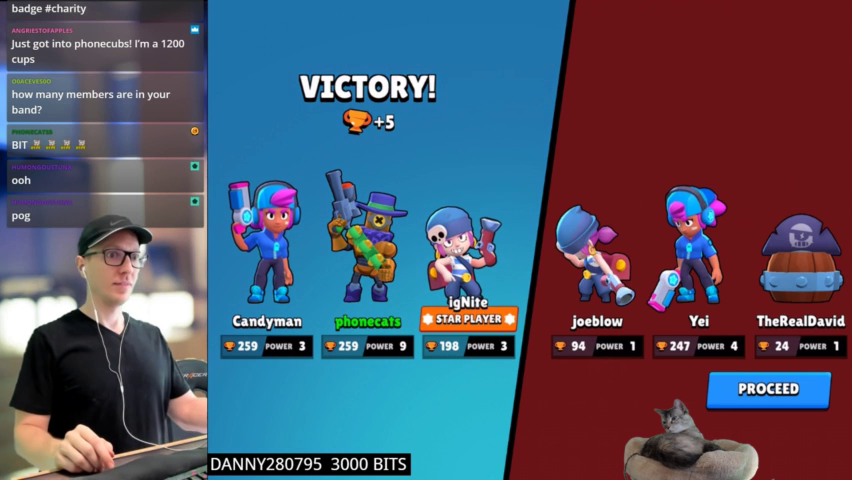 badge #charity
ANGRIESTOFAPPLES
Just got into phonecubs! I'm a 1200
cups
how many members are in your
band?
PHONECATSS
BIT
ooh
pog
VICTORY!
+5
Candyman
phonecats
igNite
STAR PLAYER
259 POWER 3
259 POWER 9
198 POWER 3
joeblow
Yei
TheRealDavid
94 POWER 1
247 POWER 4
24 POWER 1
PROCEED
DANNY280795 3000 BITS